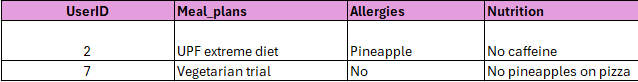 UserID Meal_plans Allergies Nutrition
2 UPF extreme diet Pineapple No caffeine
7 Vegetarian trial No No pineapples on pizza